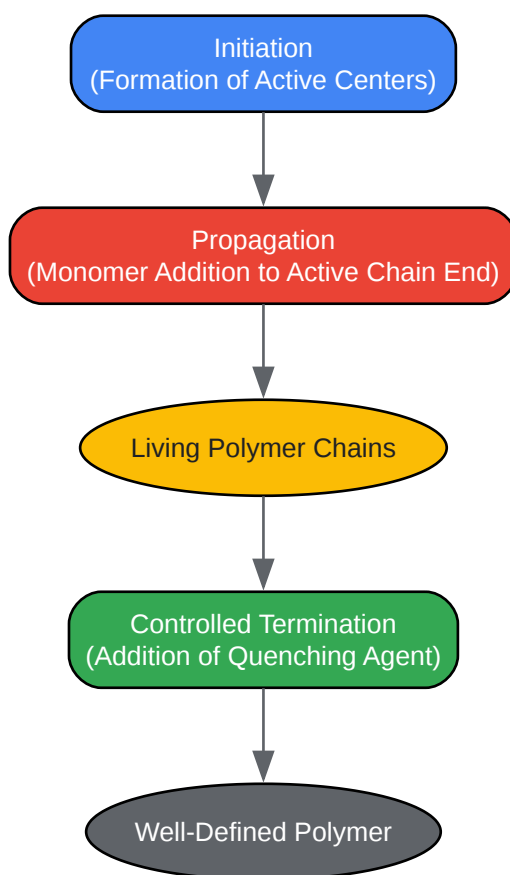 Initiation
(Formation of Active Centers)
Propagation
(Monomer Addition to Active Chain End)
Living Polymer Chains
Controlled Termination
(Addition of Quenching Agent)
Well-Defined Polymer